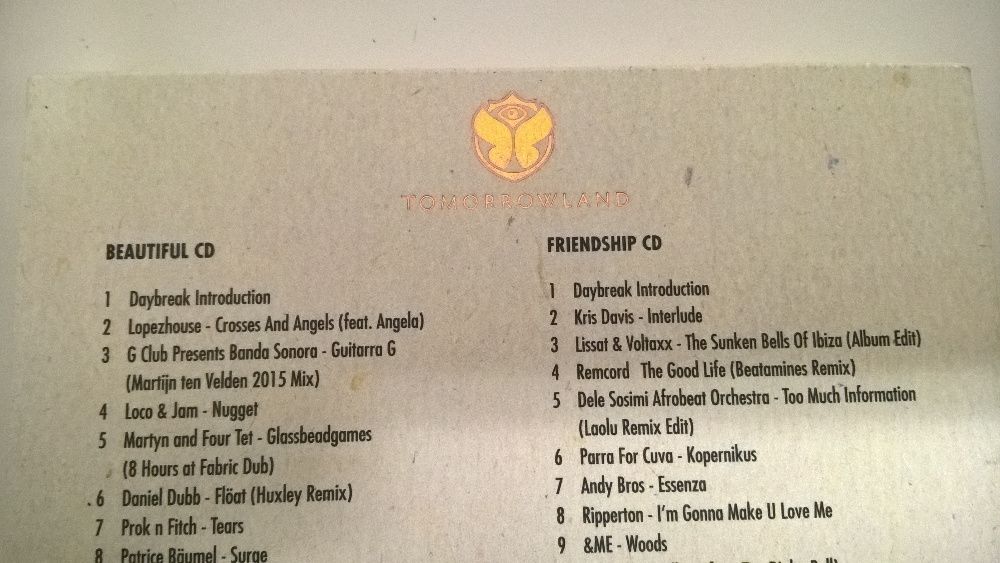 TOMORROWLAND
BEAUTIFUL CD
1 Daybreak Introduction
2 Lopezhouse - Crosses And Angels (feat. Angela)
3 G Club Presents Banda Sonora - Guitarra G
(Martijn ten Velden 2015 Mix)
4 Loco & Jam - Nugget
5 Martyn and Four Tet - Glassbeadgames
(8 Hours at Fabric Dub)
6 Daniel Dubb - Flöat (Huxley Remix)
7 Prok n Fitch - Tears
8 Patrice Bäumel - Surge
FRIENDSHIP CD
1 Daybreak Introduction
2 Kris Davis - Interlude
3 Lissat & Voltaxx - The Sunken Bells Of Ibiza (Album Edit)
4 Remcord The Good Life (Beatamines Remix)
5 Dele Sosimi Afrobeat Orchestra - Too Much Information
(Laolu Remix Edit)
6 Parra For Cuva - Kopernikus
7 Andy Bros - Essenza
8 Ripperton - I'm Gonna Make U Love Me
9 &ME - Woods